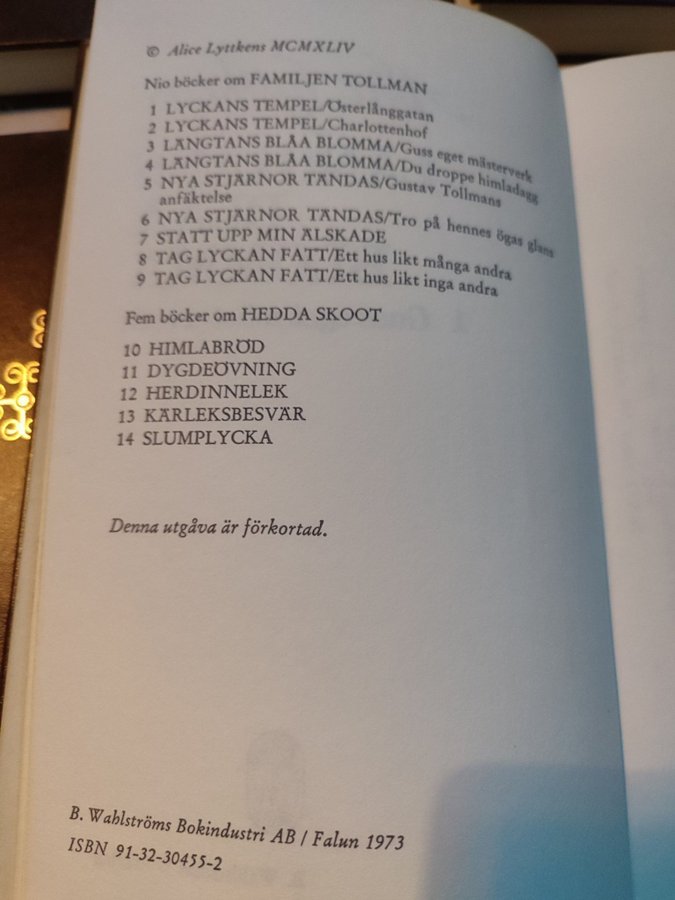 © Alice Lyttkens MCMXLIV
Nio böcker om FAMILJEN TOLLMAN
1 LYCKANS TEMPEL/Österlånggatan
2 LYCKANS TEMPEL/Charlottenhof
3 LÄNGTANS BLÅA BLOMMA/Guss eget mästerverk
4 LÄNGTANS BLÅA BLOMMA/Du droppe himladagg
5 NYA STJÄRNOR TÄNDAS/Gustav Tollmans
anfäktelse
6 NYA STJÄRNOR TÄNDAS/Tro på hennes ögas glans
7 STATT UPP MIN ÄLSKADE
8 TAG LYCKAN FATT/Ett hus likt många andra
9 TAG LYCKAN FATT/Ett hus likt inga andra
Fem böcker om HEDDA SKOOT
10 HIMLABRÖD
11 DYGDEÖVNING
12 HERDINNELEK
13 KÄRLEKSBESVÄR
14 SLUMPLYCKA
Denna utgåva är förkortad.
B. Wahlströms Bokindustri AB / Falun 1973
ISBN 91-32-30455-2